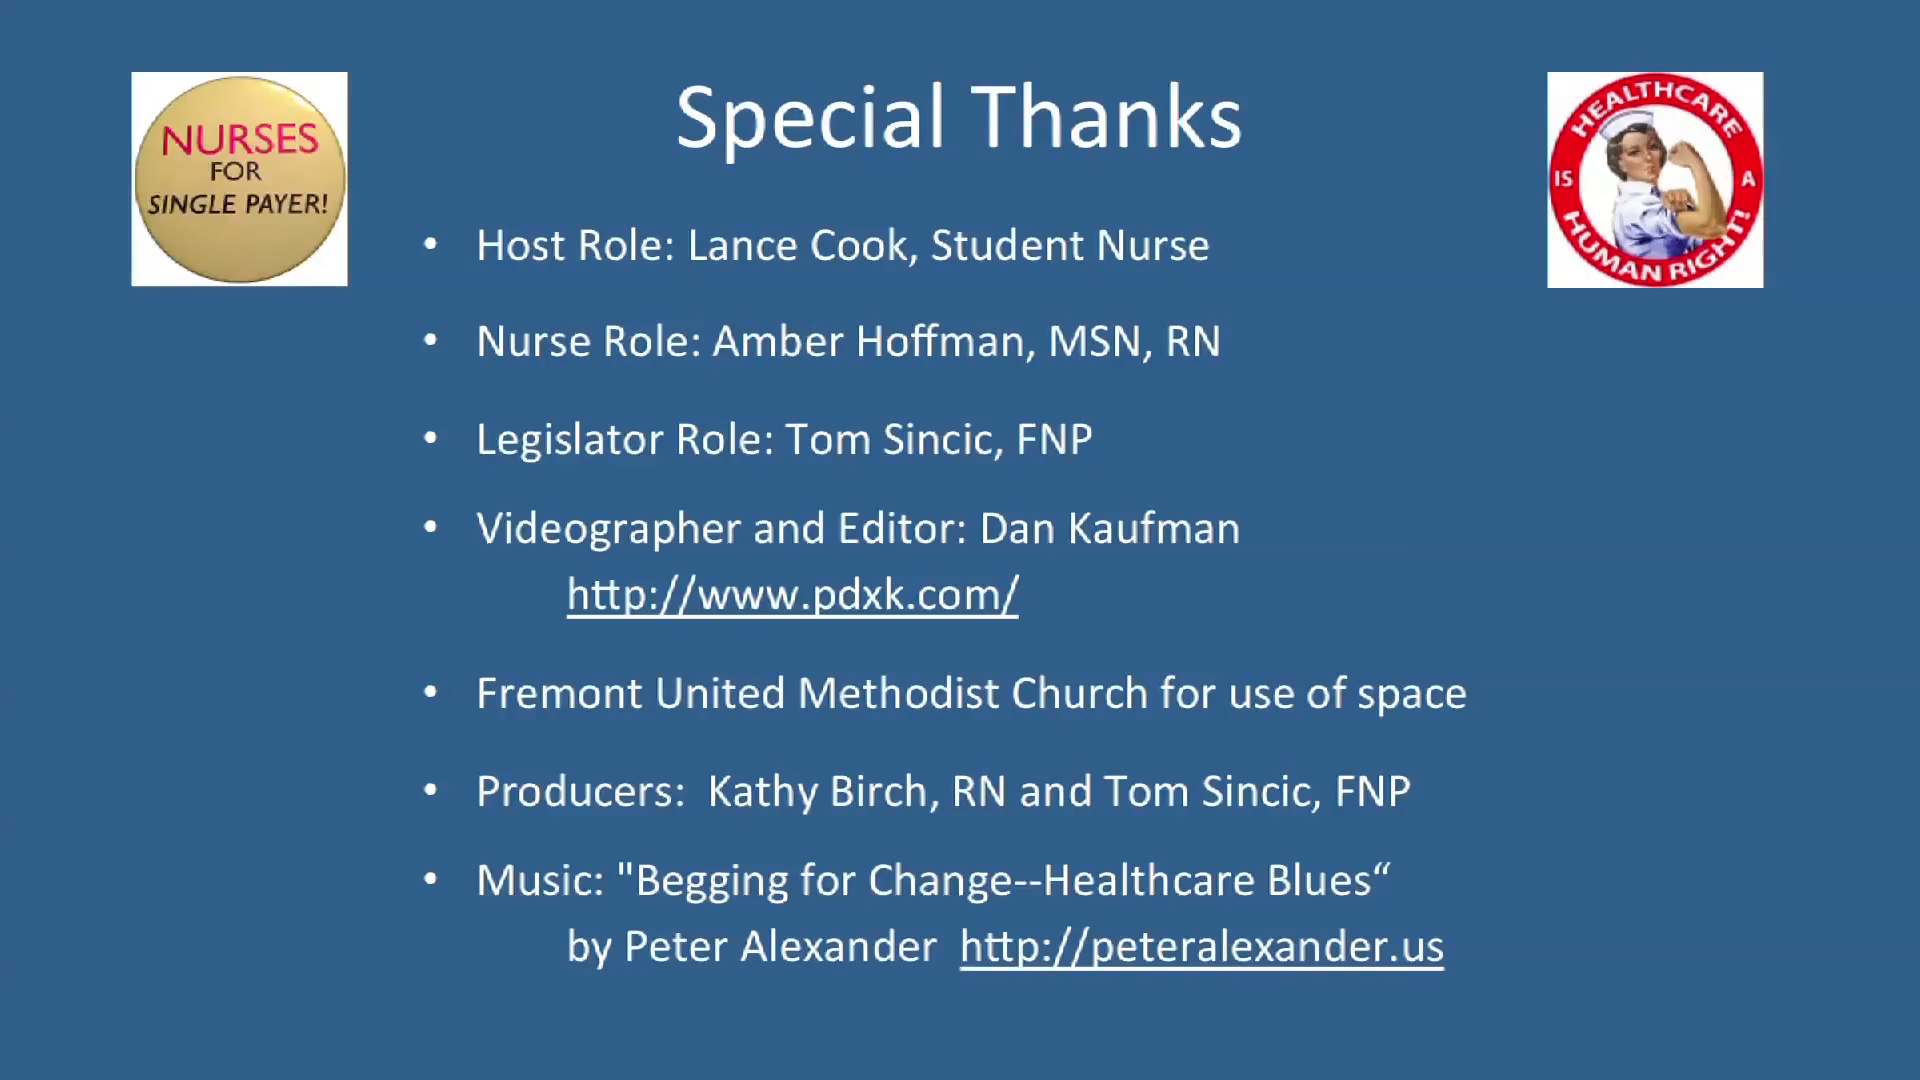 NURSES
FOR
SINGLE PAYER!
Special Thanks
HEALTHCARE
IS A
HUMAN RIGHT!
• Host Role: Lance Cook, Student Nurse
• Nurse Role: Amber Hoffman, MSN, RN
• Legislator Role: Tom Sincic, FNP
• Videographer and Editor: Dan Kaufman
http://www.pdxk.com/
• Fremont United Methodist Church for use of space
• Producers:  Kathy Birch, RN and Tom Sincic, FNP
• Music: "Begging for Change--Healthcare Blues“
by Peter Alexander  http://peteralexander.us